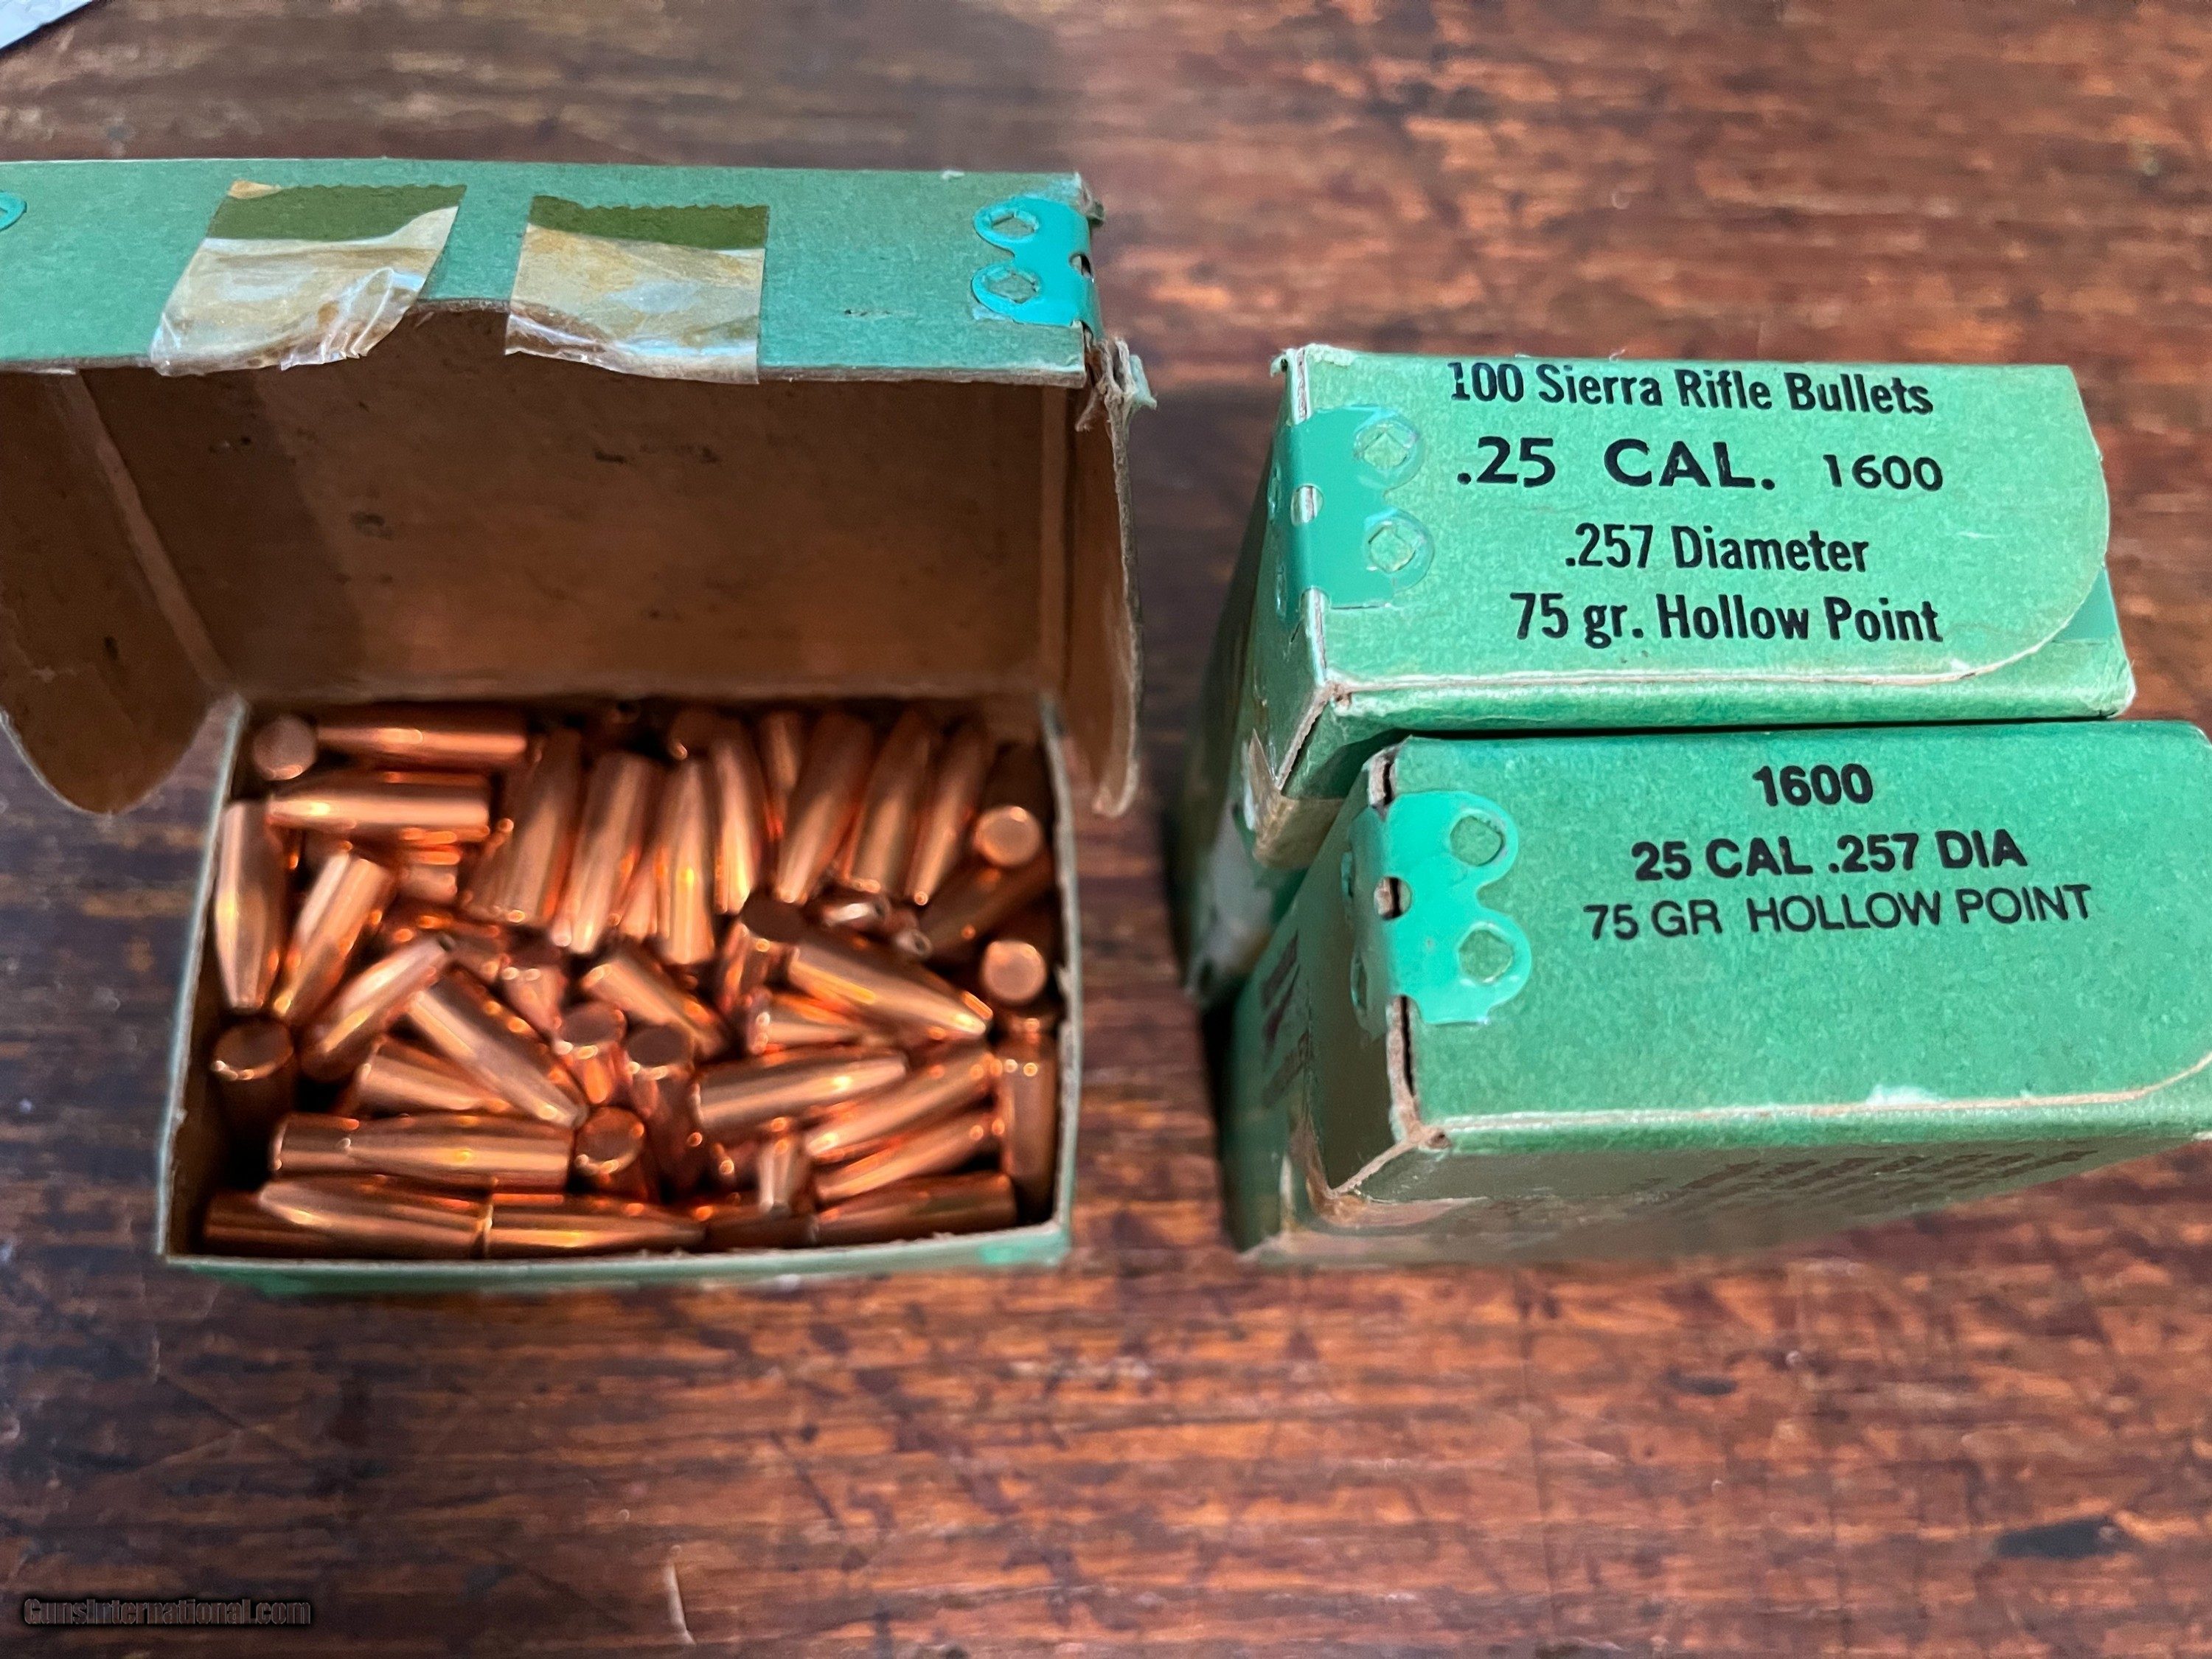 100 Sierra Rifle Bullets
.25 CAL. 1600
.257 Diameter
75 gr. Hollow Point
1600
25 CAL .257 DIA
75 GR HOLLOW POINT
GunsInternational.com